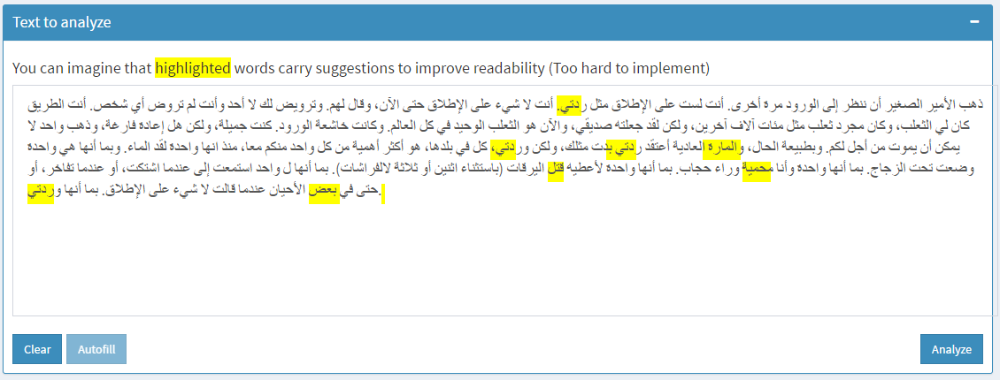 Text to analyze
You can imagine that highlighted words carry suggestions to improve readability (Too hard to implement)
ذهب الأمير الصغير أن ننظر إلى الورود مرة أخرى. أنت لست على الإطلاق مثل ردتي. أنت لا شيء على الإطلاق حتى الآن، وقال لهم. وترويض لك لا أحد وأنت لم تروض أي شخص. أنت الطريق
كان لي الثعلب، وكان مجرد ثعلب مثل مئات آلاف آخرين، ولكن لقد جعلته صديقي، والآن هو الثعلب الوحيد في كل العالم. وكانت خاشعة الورود. كنت جميلة، ولكن هل إعادة فارغة، وذهب واحد لا
يمكن أن يموت من أجل لكم. وبطبيعة الحال، والمارة العادية أعتقد ردتي بدت مثلك، ولكن وردتي، كل في بلدها، هو أكثر أهمية من كل واحد منكم معا، منذ انها واحدة لقد الماء. وبما أنها هي واحدة
وضعت تحت الزجاج. بما أنها واحدة وأنا محمية وراء حجاب. بما أنها واحدة لأعطيه قتل اليرقات (باستثناء اثنين أو ثلاثة لالفراشات). بما أنها ل واحد استمعت إلى عندما اشتكت، أو عندما تفاخر، أو
.حتى في بعض الأحيان عندما قالت لا شيء على الإطلاق. بما أنها وردتي
Clear
Autofill
Analyze